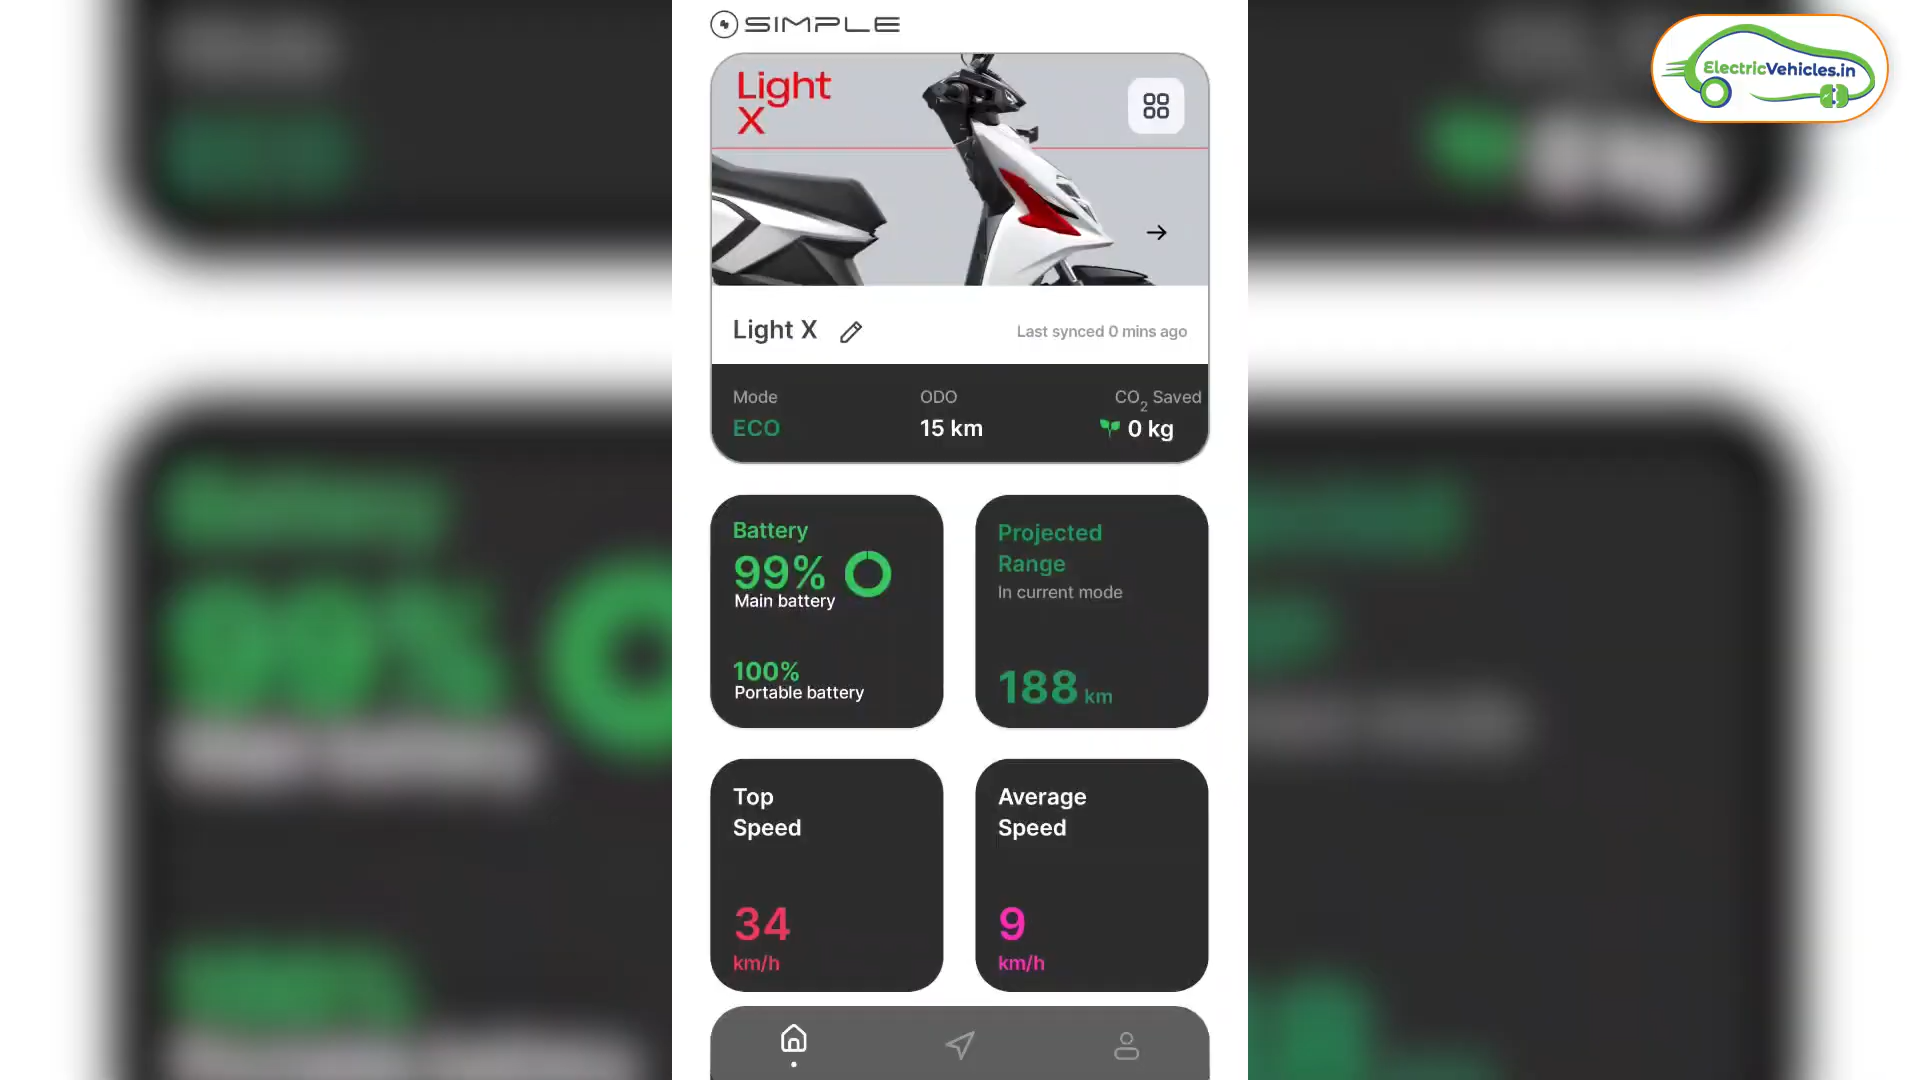 SIMPLE
ElectricVehicles.in
Light
X
Light X
Last synced 0 mins ago
Mode
ODO
CO2 Saved
ECO
15 km
0 kg
Battery
99%
Main battery
100%
Portable battery
Projected
Range
In current mode
188 km
Top
Speed
34
km/h
Average
Speed
9
km/h